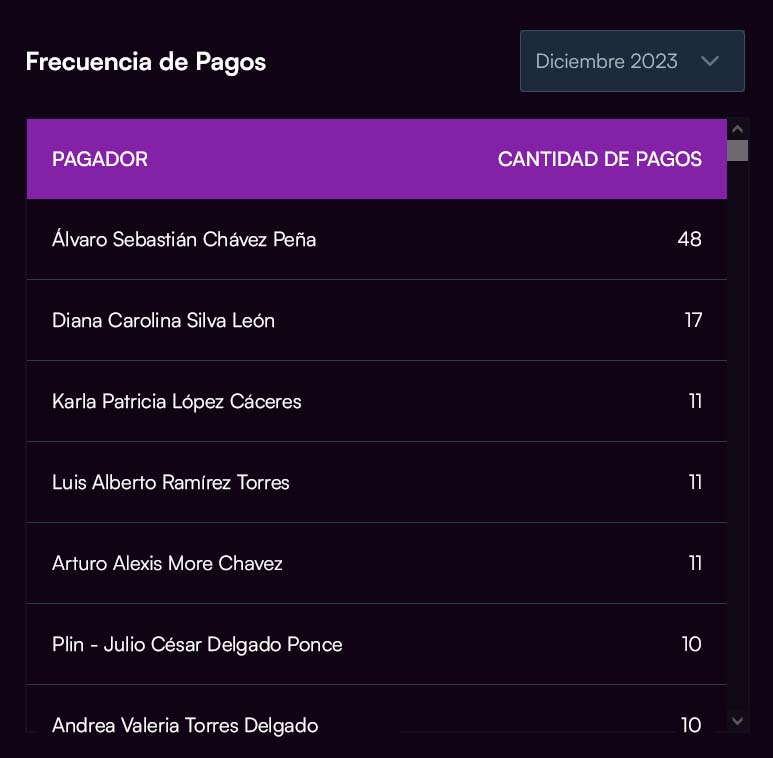 Frecuencia de Pagos
Diciembre 2023
PAGADOR CANTIDAD DE PAGOS
Álvaro Sebastián Chávez Peña 48
Diana Carolina Silva León 17
Karla Patricia López Cáceres 11
Luis Alberto Ramírez Torres 11
Arturo Alexis More Chavez 11
Plin - Julio César Delgado Ponce 10
Andrea Valeria Torres Delgado 10